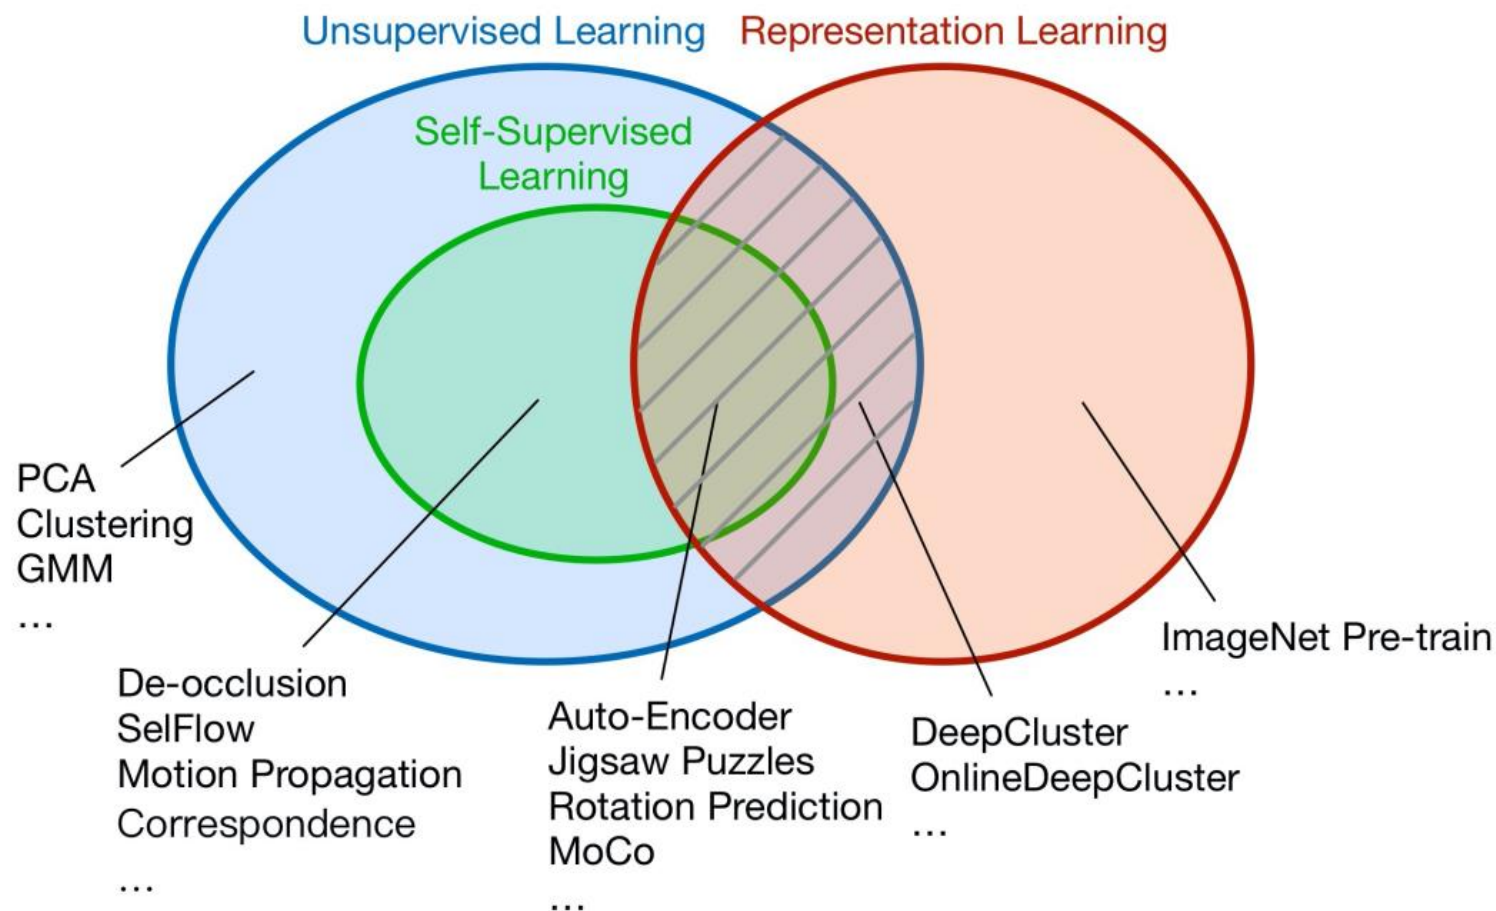 Unsupervised Learning
Representation Learning
Self-Supervised
Learning
PCA
Clustering
GMM
...
De-occlusion
SelFlow
Motion Propagation
Correspondence
...
Auto-Encoder
Jigsaw Puzzles
Rotation Prediction
MoCo
...
DeepCluster
OnlineDeepCluster
...
ImageNet Pre-train
...